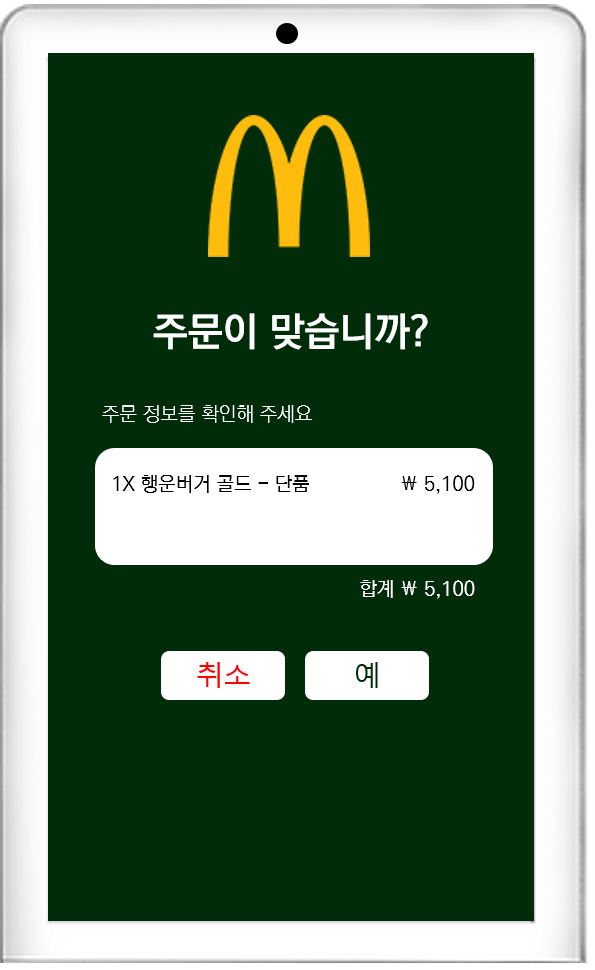 주문이 맞습니까?
주문 정보를 확인해 주세요
1X 행운버거 골드 - 단품 ₩ 5,100
합계 ₩ 5,100
취소 예